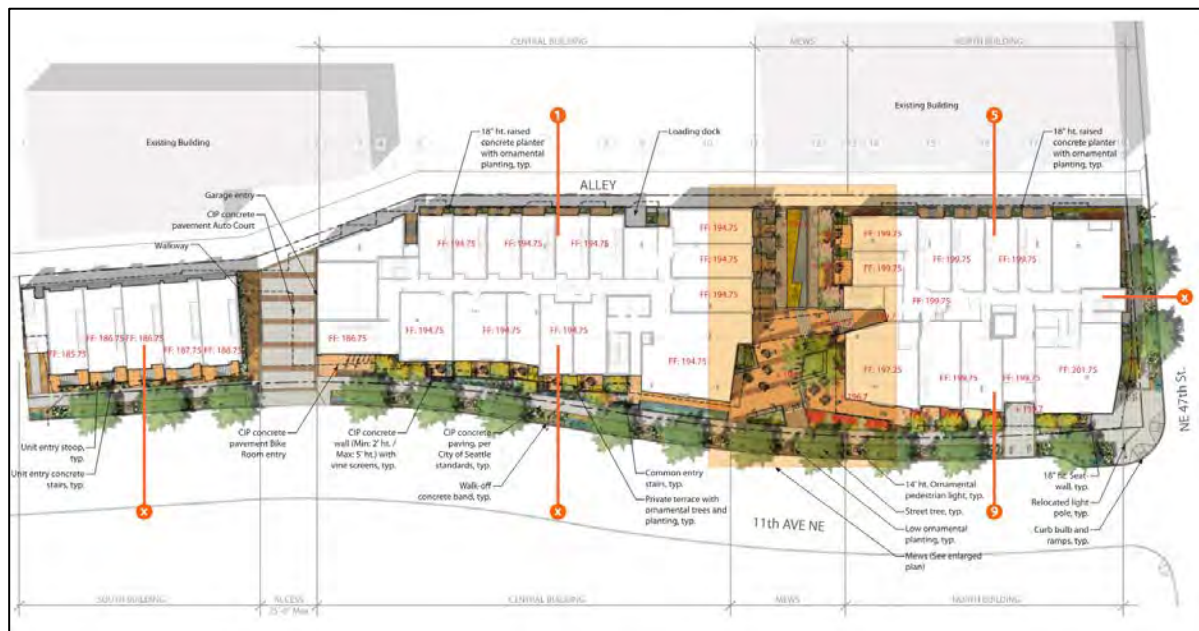 CENTRAL BUILDING
MEWS
NORTH BUILDING
Existing Building
Existing Building
1
5
18" ht. raised
concrete planter
with ornamental
planting, typ.
Loading dock
18" ht. raised
concrete planter
with ornamental
planting, typ.
ALLEY
Garage entry
CIP concrete
pavement Auto Court
Walkway
FF: 194.75
FF: 194.75
FF: 194.75
FF: 194.75
FF: 194.75
FF: 194.75
FF: 199.75
FF: 199.75
FF: 199.75
FF: 199.75
FF: 199.75
X
FF: 185.75
FF: 186.75
FF: 186.75
FF: 187.75
FF: 188.75
FF: 186.75
FF: 194.75
FF: 194.75
FF: 194.75
FF: 194.75
FF: 197.25
FF: 199.75
FF: 199.75
FF: 201.75
NE 47th St.
Unit entry stoop,
typ.
Unit entry concrete
stairs, typ.
CIP concrete
pavement Bike
Room entry
CIP concrete
wall (Min: 2' ht. /
Max: 5' ht.) with
vine screens, typ.
CIP concrete
paving, per
City of Seattle
standards, typ.
Walk-off
concrete band, typ.
Common entry
stairs, typ.
Private terrace with
ornamental trees and
planting, typ.
14' ht. Ornamental
pedestrian light, typ.
Street tree, typ.
Low ornamental
planting, typ.
Mews (See enlarged
plan)
18" ht. Seat
wall, typ.
Relocated light
pole, typ.
Curb bulb and
ramps, typ.
X
X
9
11th AVE NE
SOUTH BUILDING
ACCESS
25'-0" Max
CENTRAL BUILDING
MEWS
NORTH BUILDING